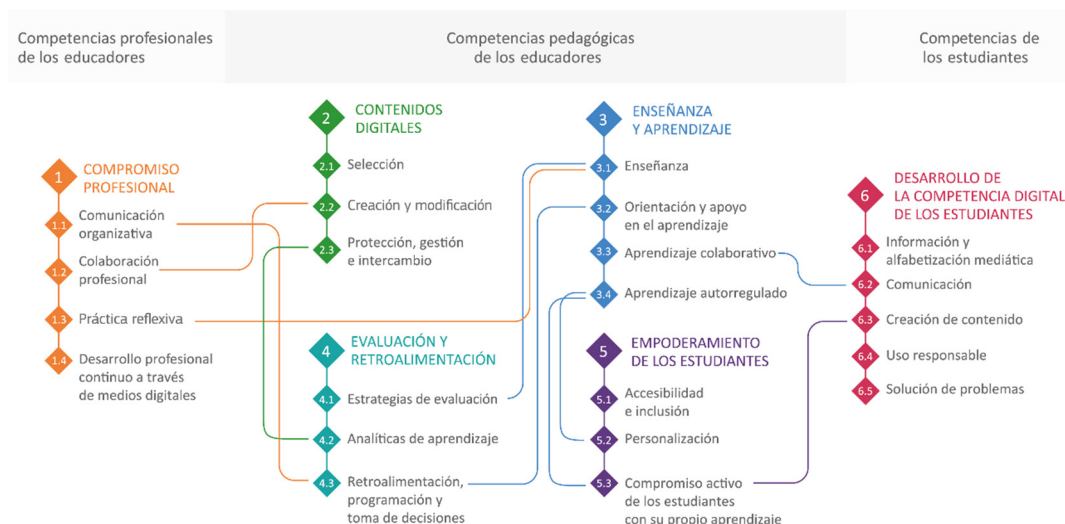 Competencias profesionales
de los educadores
Competencias pedagógicas
de los educadores
Competencias de
los estudiantes
1
COMPROMISO
PROFESIONAL
1.1
Comunicación
organizativa
1.2
Colaboración
profesional
1.3
Práctica reflexiva
1.4
Desarrollo profesional
continuo a través
de medios digitales
2
CONTENIDOS
DIGITALES
2.1
Selección
2.2
Creación y modificación
2.3
Protección, gestión
e intercambio
3
ENSEÑANZA
Y APRENDIZAJE
3.1
Enseñanza
3.2
Orientación y apoyo
en el aprendizaje
3.3
Aprendizaje colaborativo
3.4
Aprendizaje autorregulado
4
EVALUACIÓN Y
RETROALIMENTACIÓN
4.1
Estrategias de evaluación
4.2
Analíticas de aprendizaje
4.3
Retroalimentación,
programación y
toma de decisiones
5
EMPODERAMIENTO
DE LOS ESTUDIANTES
5.1
Accesibilidad
e inclusión
5.2
Personalización
5.3
Compromiso activo
de los estudiantes
con su propio aprendizaje
6
DESARROLLO DE
LA COMPETENCIA DIGITAL
DE LOS ESTUDIANTES
6.1
Información y
alfabetización mediática
6.2
Comunicación
6.3
Creación de contenido
6.4
Uso responsable
6.5
Solución de problemas